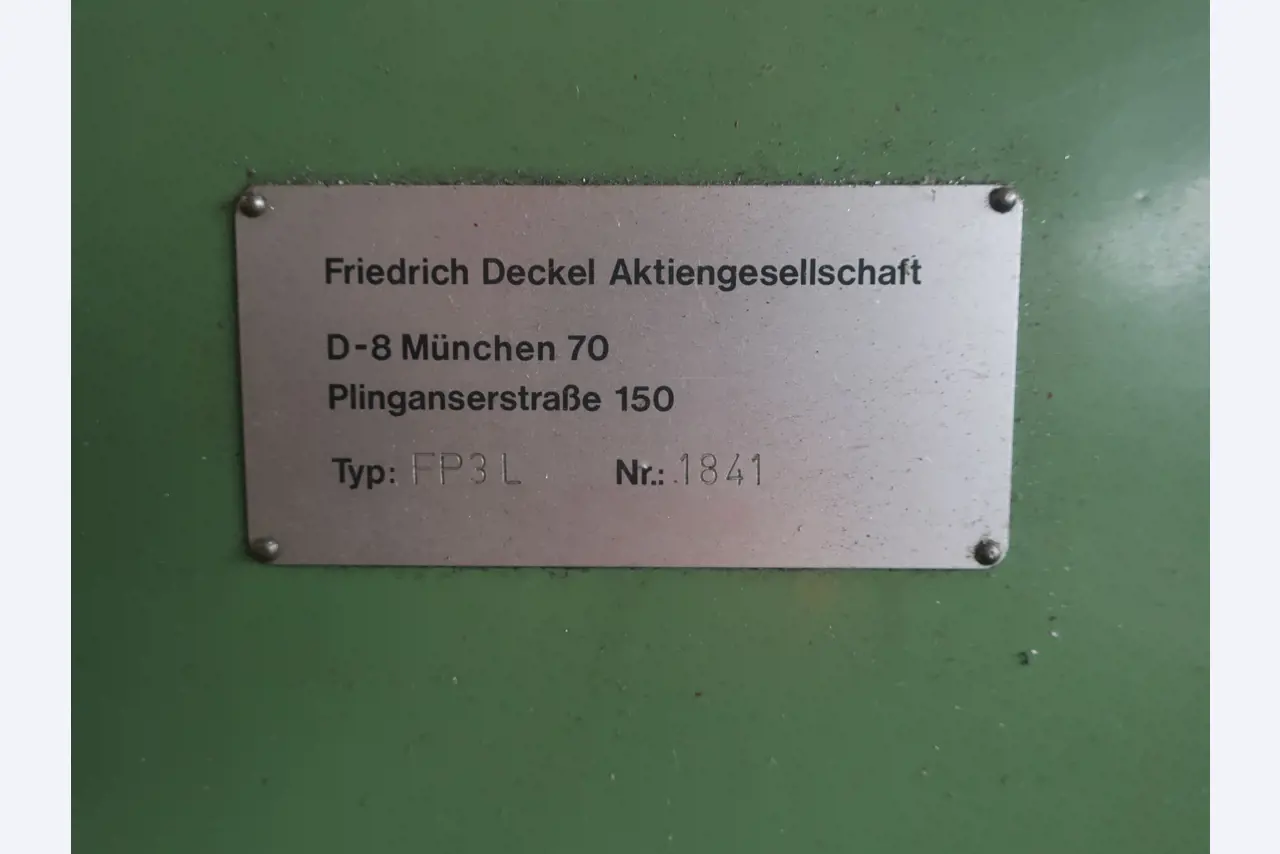 Friedrich Deckel Aktiengesellschaft
D-8 München 70
Plinganserstraße 150
Typ: FP3L Nr.: 1841